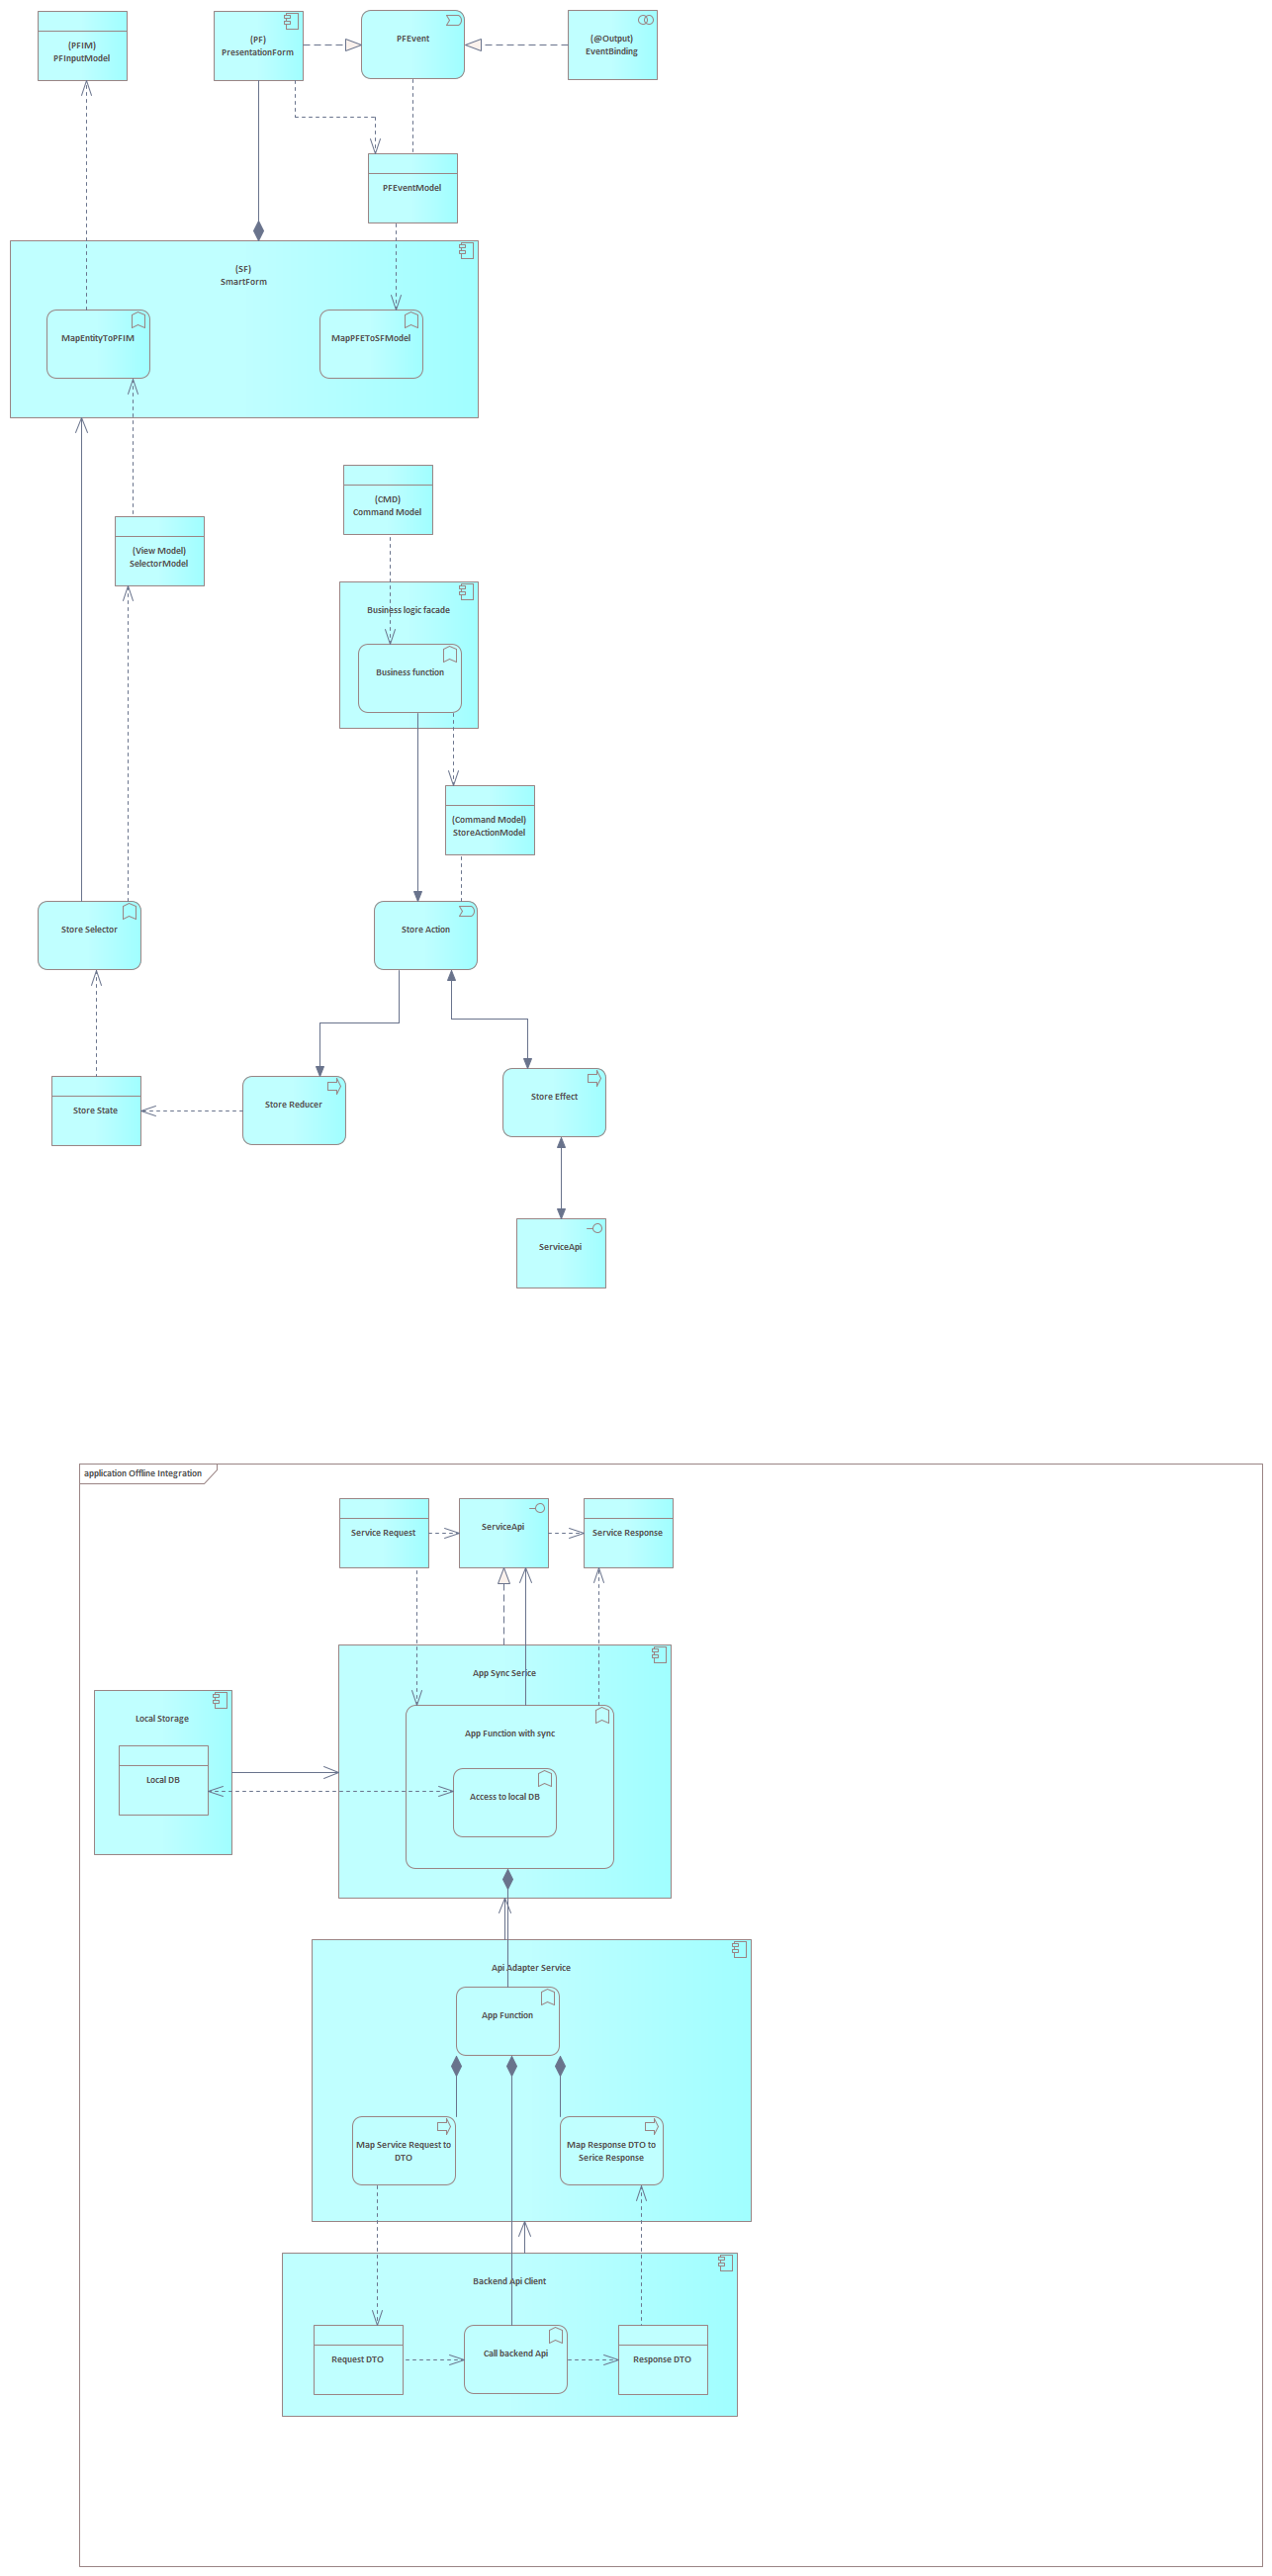 (PFIM)
PFInputModel
(PF)
PresentationForm
PFEvent
(@Output)
EventBinding
PFEventModel
(SF)
SmartForm
MapEntityToPFIM
MapPFEToSFModel
(CMD)
Command Model
(View Model)
SelectorModel
Business logic facade
Business function
(Command Model)
StoreActionModel
Store Selector
Store Action
Store State
Store Reducer
Store Effect
ServiceApi
application Offline Integration
Service Request
ServiceApi
Service Response
App Sync Serice
Local Storage
App Function with sync
Local DB
Access to local DB
Api Adapter Service
App Function
Map Service Request to
DTO
Map Response DTO to
Serice Response
Backend Api Client
Request DTO
Call backend Api
Response DTO